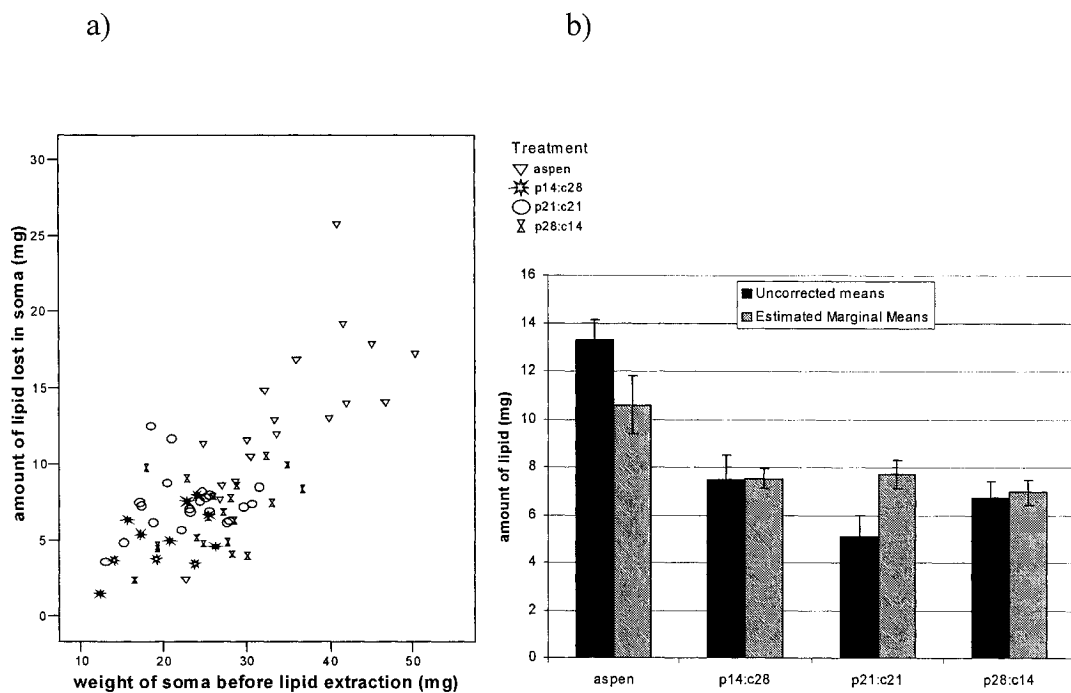 a)
b)
amount of lipid lost in soma (mg)
30
25
20
15
10
5
0
10
20
30
40
50
weight of soma before lipid extraction (mg)
Treatment
aspen
p14:c28
p21:c21
p28:c14
amount of lipid (mg)
16
14
12
10
8
6
4
2
0
Uncorrected means
Estimated Marginal Means
aspen
p14:c28
p21:c21
p28:c14